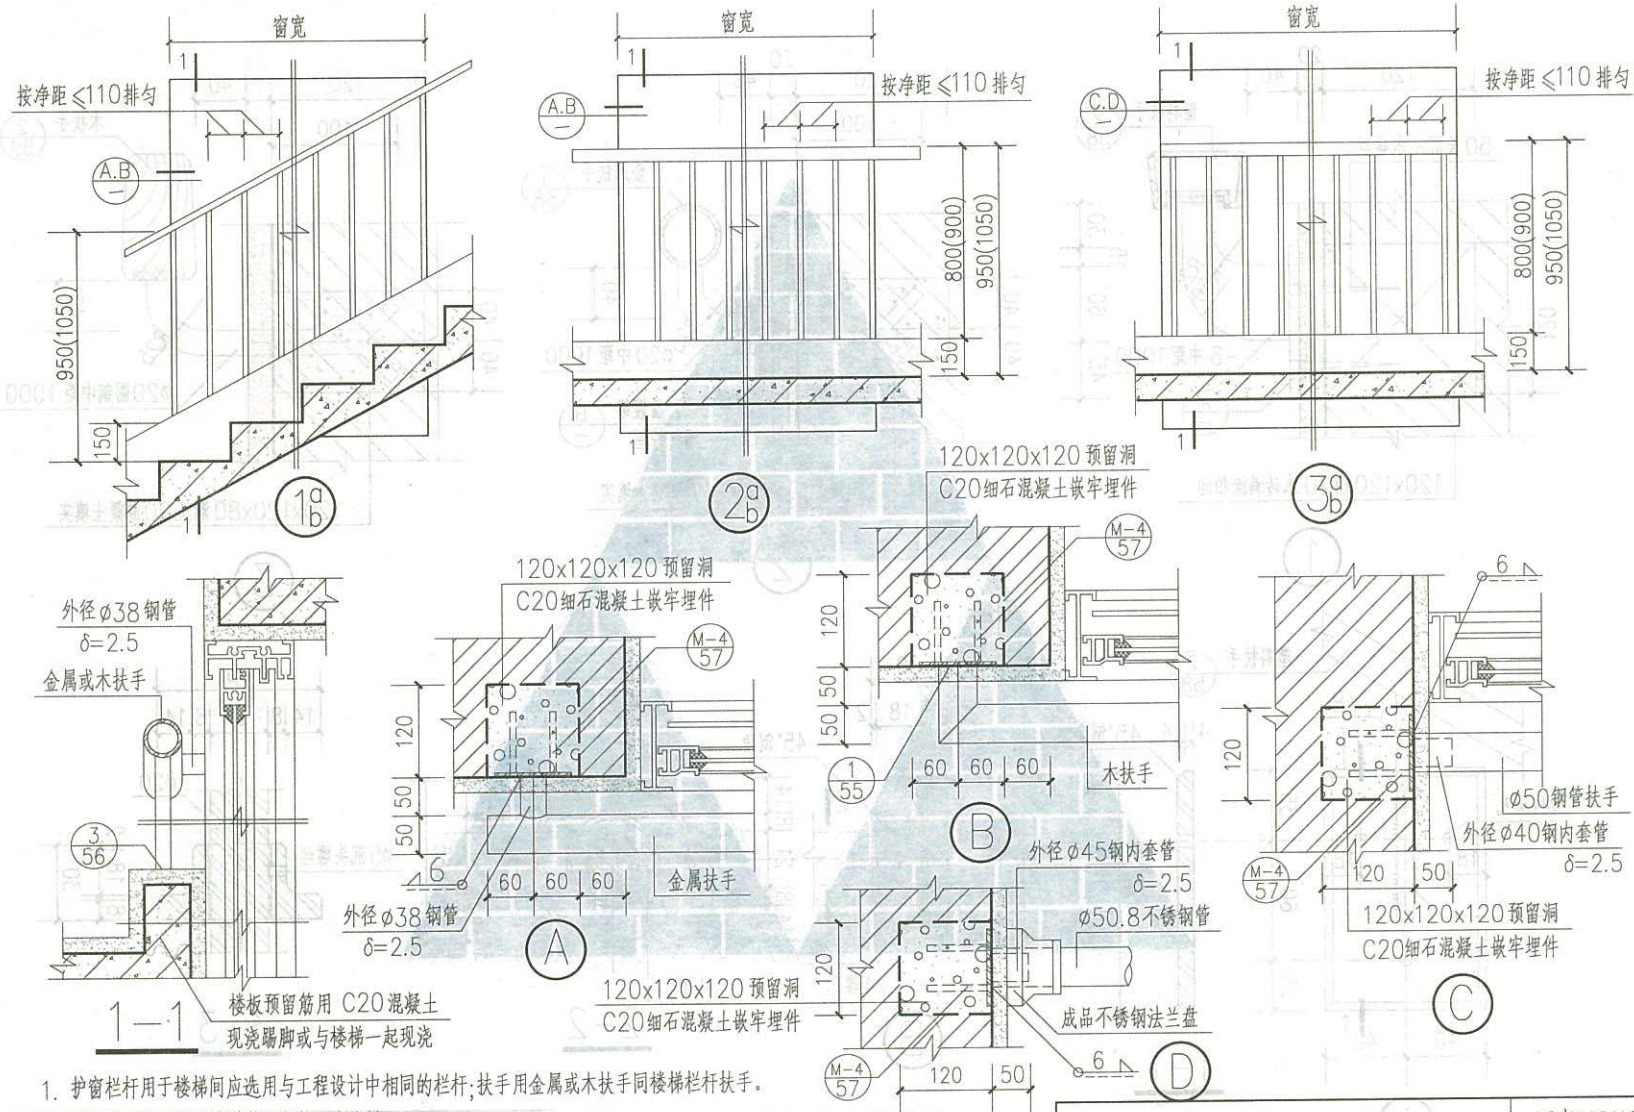 窗宽
1
按净距≤110排匀
A.B
—
950(1050)
150
1
1a/b
窗宽
1
A.B
—
按净距≤110排匀
800(900)
950(1050)
150
1
2a/b
窗宽
1
C.D
—
按净距≤110排匀
800(900)
950(1050)
150
1
3a/b
外径⌀38钢管
δ=2.5
金属或木扶手
3
56
楼板预留筋用 C20混凝土
现浇踢脚或与楼梯一起现浇
1—1
120x120x120 预留洞
C20细石混凝土嵌牢埋件
M-4
57
120
50
50
6
60
60
60
金属扶手
外径⌀38钢管
δ=2.5
A
120x120x120 预留洞
C20细石混凝土嵌牢埋件
M-4
57
120
50
50
1
55
60
60
60
木扶手
B
6
120
⌀50钢管扶手
外径⌀40钢内套管
δ=2.5
M-4
57
120
50
120x120x120 预留洞
C20细石混凝土嵌牢埋件
C
外径⌀45钢内套管
δ=2.5
⌀50.8不锈钢管
120
120x120x120 预留洞
C20细石混凝土嵌牢埋件
成品不锈钢法兰盘
M-4
57
6
120
50
D
1. 护窗栏杆用于楼梯间应选用与工程设计中相同的栏杆;扶手用金属或木扶手同楼梯栏杆扶手。